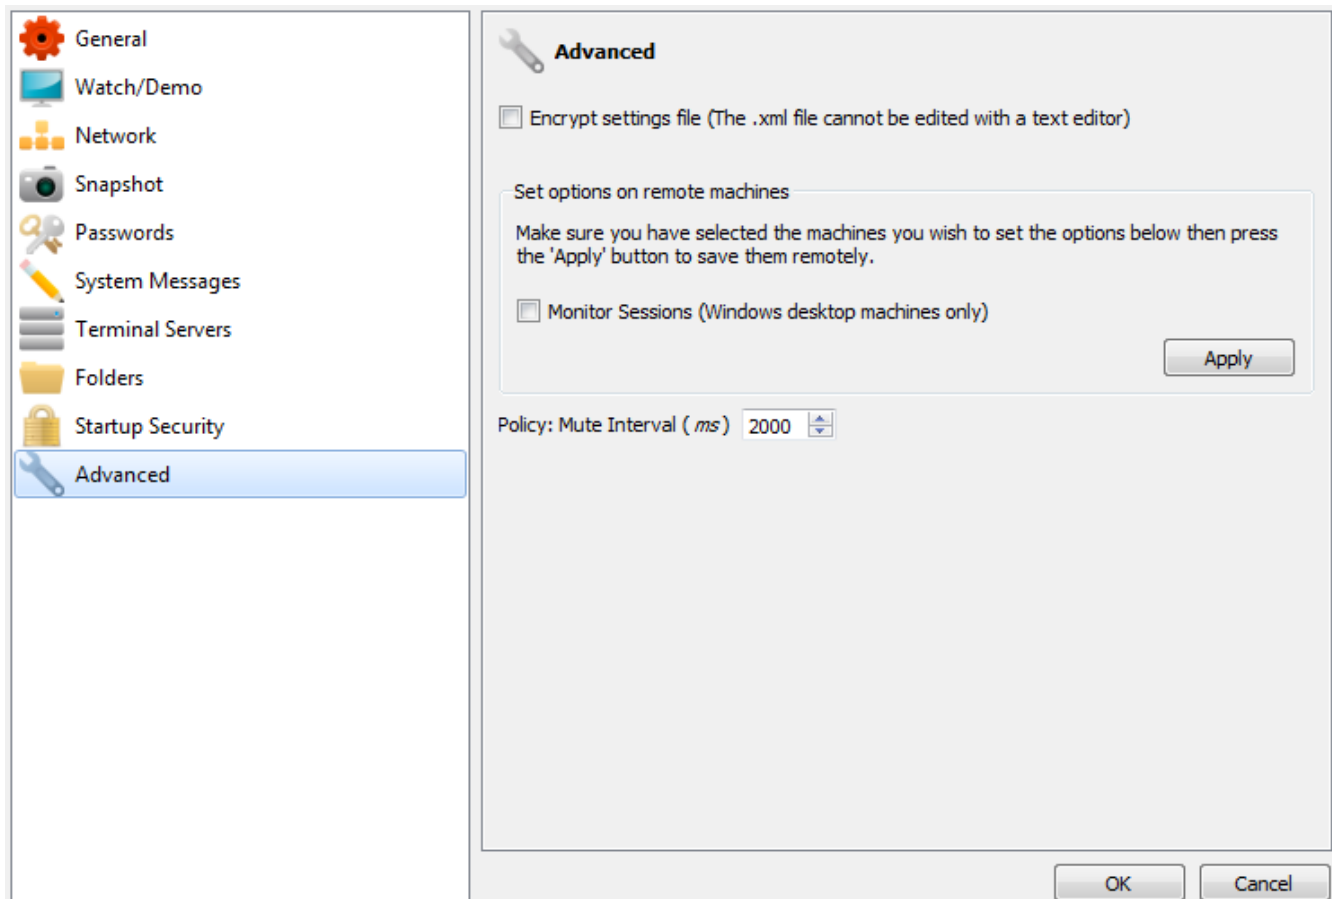 General
Watch/Demo
Network
Snapshot
Passwords
System Messages
Terminal Servers
Folders
Startup Security
Advanced
Advanced
Encrypt settings file (The .xml file cannot be edited with a text editor)
Set options on remote machines
Make sure you have selected the machines you wish to set the options below then press
the 'Apply' button to save them remotely.
Monitor Sessions (Windows desktop machines only)
Apply
Policy: Mute Interval ( ms ) 2000
OK
Cancel